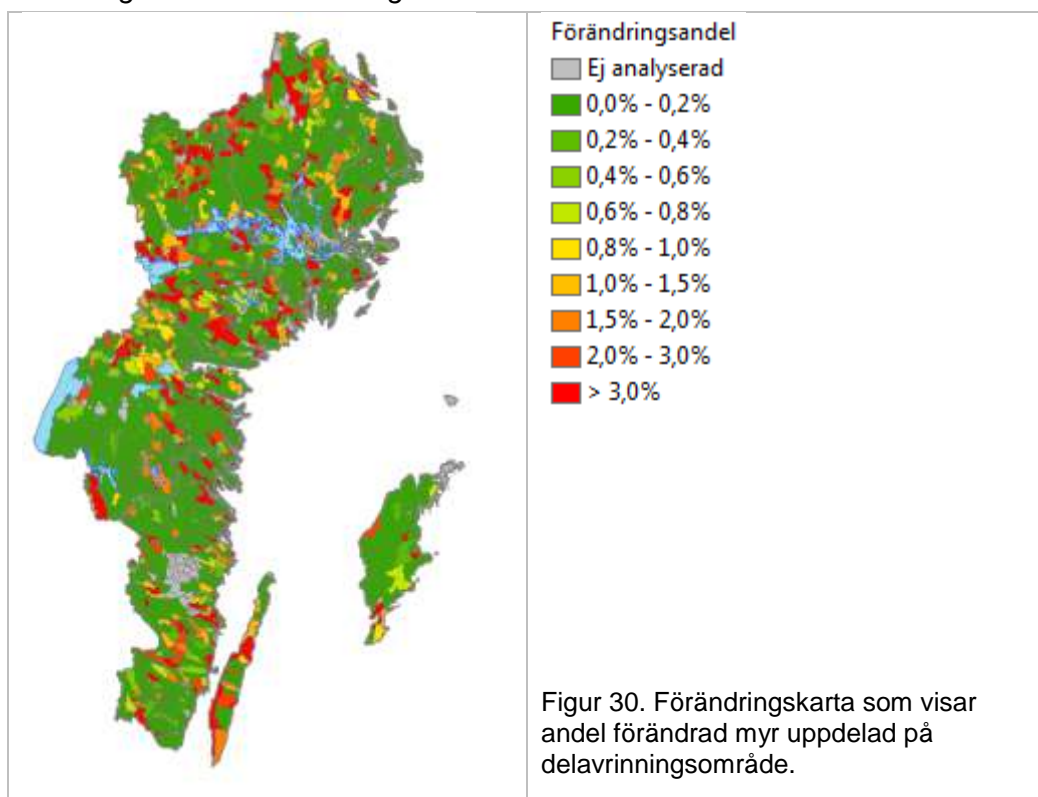 Förändringsandel
Ej analyserad
0,0% - 0,2%
0,2% - 0,4%
0,4% - 0,6%
0,6% - 0,8%
0,8% - 1,0%
1,0% - 1,5%
1,5% - 2,0%
2,0% - 3,0%
> 3,0%
Figur 30. Förändringskarta som visar
andel förändrad myr uppdelad på
delavrinningsområde.